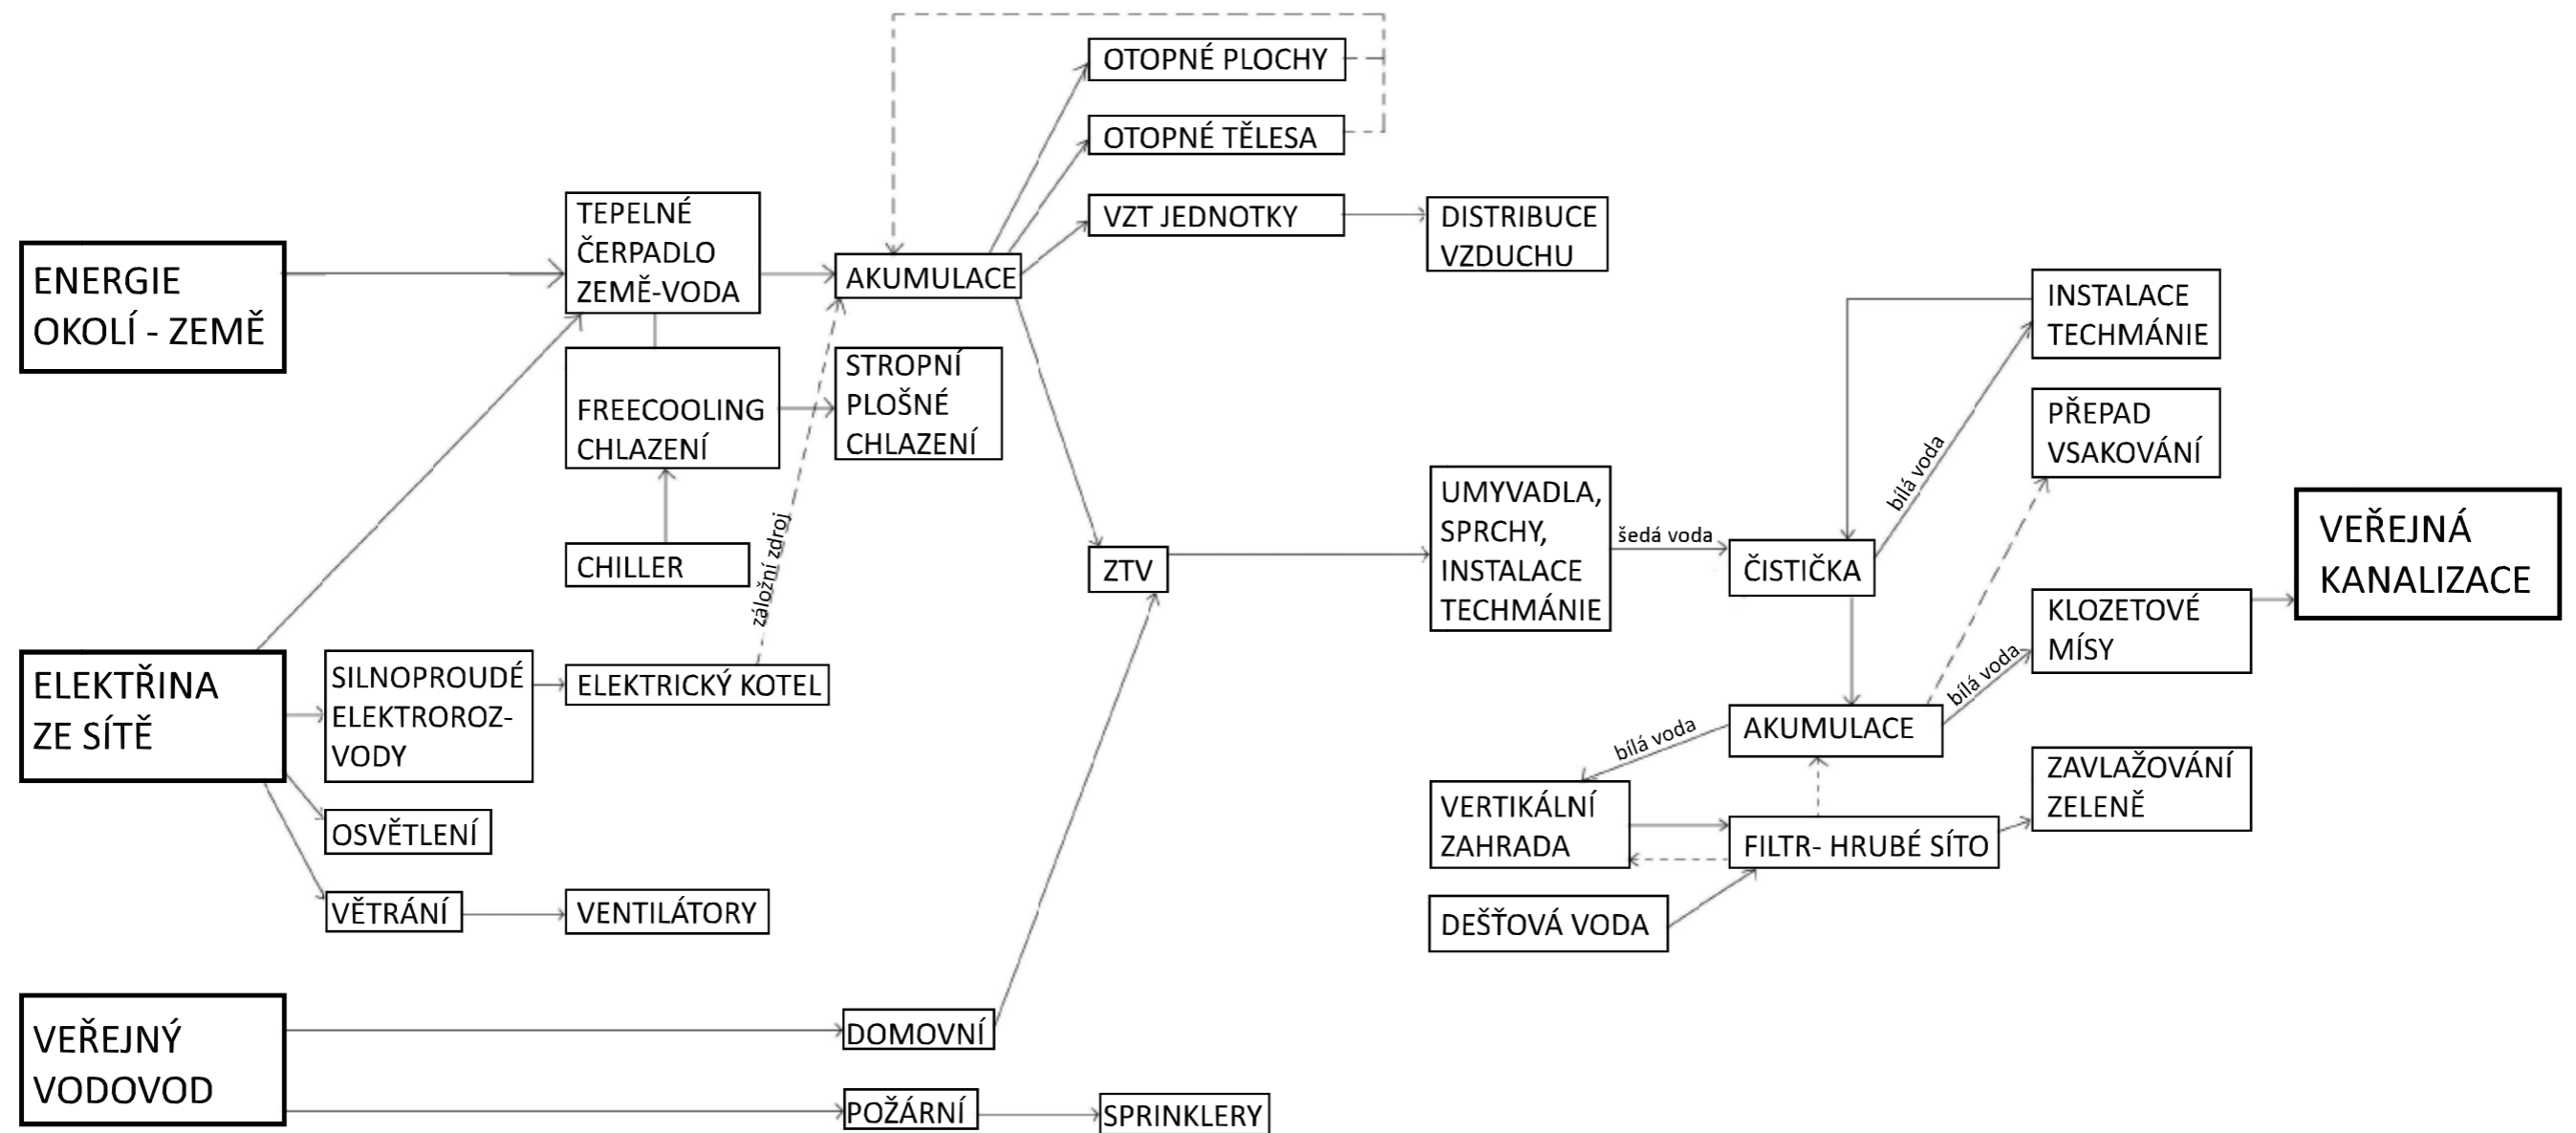 OTOPNÉ PLOCHY
OTOPNÉ TĚLESA
VZT JEDNOTKY
DISTRIBUCE
VZDUCHU
ENERGIE
OKOLÍ - ZEMĚ
TEPELNÉ
ČERPADLO
ZEMĚ-VODA
AKUMULACE
FREECOOLING
CHLAZENÍ
STROPNÍ
PLOŠNÉ
CHLAZENÍ
CHILLER
záložní zdroj
ELEKTŘINA
ZE SÍTĚ
SILNOPROUDÉ
ELEKTROROZ-
VODY
ELEKTRICKÝ KOTEL
OSVĚTLENÍ
VĚTRÁNÍ
VENTILÁTORY
VEŘEJNÝ
VODOVOD
DOMOVNÍ
POŽÁRNÍ
SPRINKLERY
ZTV
UMYVADLA,
SPRCHY,
INSTALACE
TECHMÁNIE
šedá voda
ČISTIČKA
bílá voda
INSTALACE
TECHMÁNIE
PŘEPAD
VSAKOVÁNÍ
AKUMULACE
bílá voda
KLOZETOVÉ
MÍSY
VEŘEJNÁ
KANALIZACE
bílá voda
VERTIKÁLNÍ
ZAHRADA
FILTR- HRUBÉ SÍTO
ZAVLAŽOVÁNÍ
ZELENĚ
DEŠŤOVÁ VODA